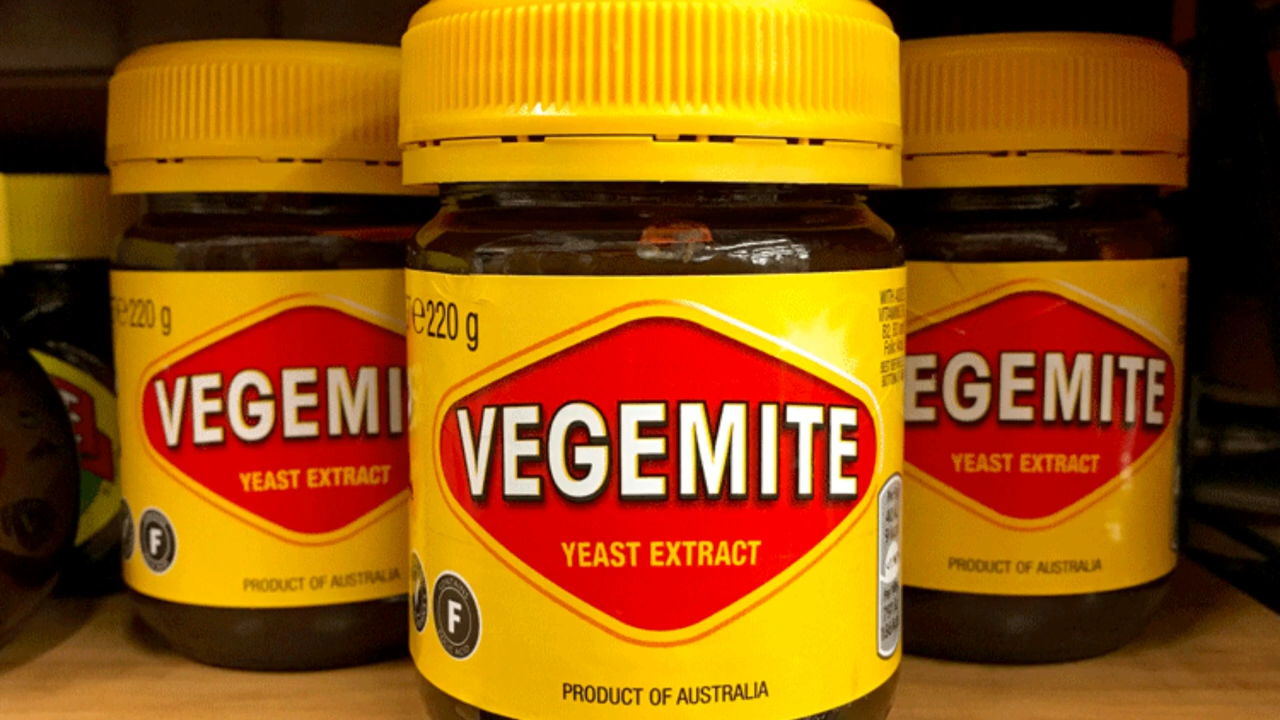 e220 g
VEGEMI
YEAST EXTRACT
F
PRODUCT OF AUSTRALIA
e220 g
VEGEMITE
YEAST EXTRACT
F
PRODUCT OF AUSTRALIA
EGEMITE
YEAST EXTRACT
PRODUCT OF AUSTRALIA